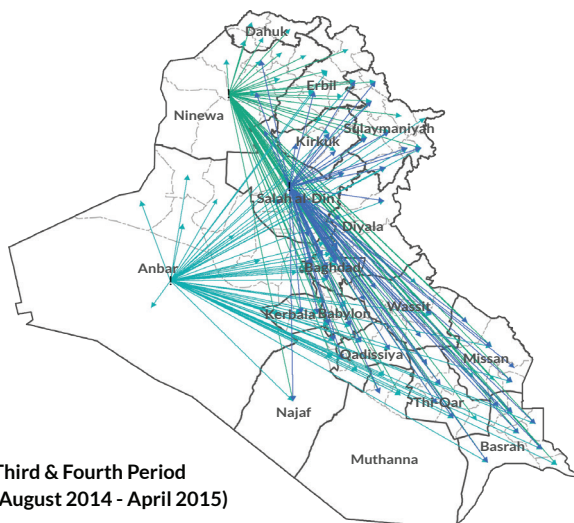 Dahuk
Erbil
Ninewa
Sulaymaniyah
Kirkuk
Salah al-Din
Diyala
Anbar
Baghdad
Wassit
Kerbala
Babylon
Qadissiya
Missan
Thi-Qar
Najaf
Basrah
Muthanna
Third & Fourth Period
August 2014 - April 2015)